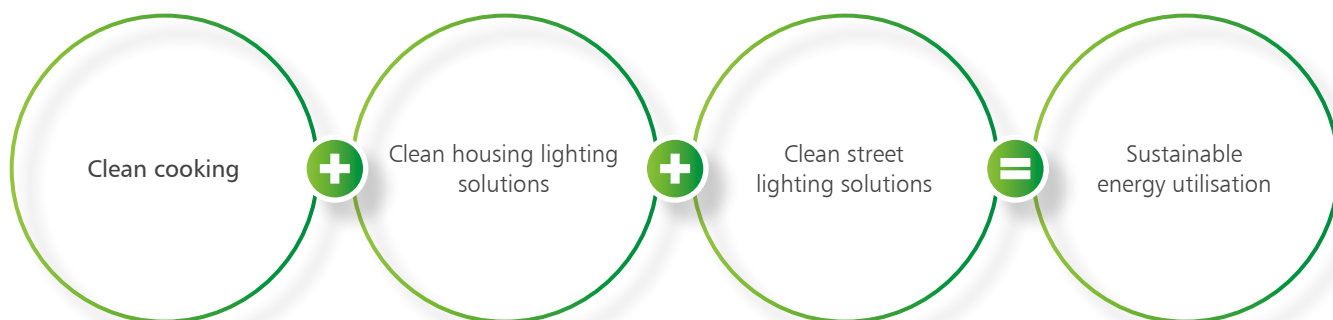 Clean cooking
Clean housing lighting
solutions
Clean street
lighting solutions
Sustainable
energy utilisation